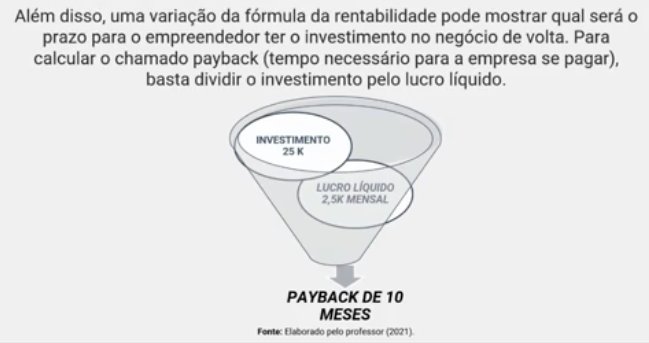 Além disso, uma variação da fórmula da rentabilidade pode mostrar qual será o
prazo para o empreendedor ter o investimento no negócio de volta. Para
calcular o chamado payback (tempo necessário para a empresa se pagar),
basta dividir o investimento pelo lucro líquido.
INVESTIMENTO
25 K
LUCRO LÍQUIDO
2,5K MENSAL
PAYBACK DE 10
MESES
Fonte: Elaborado pelo professor (2021).